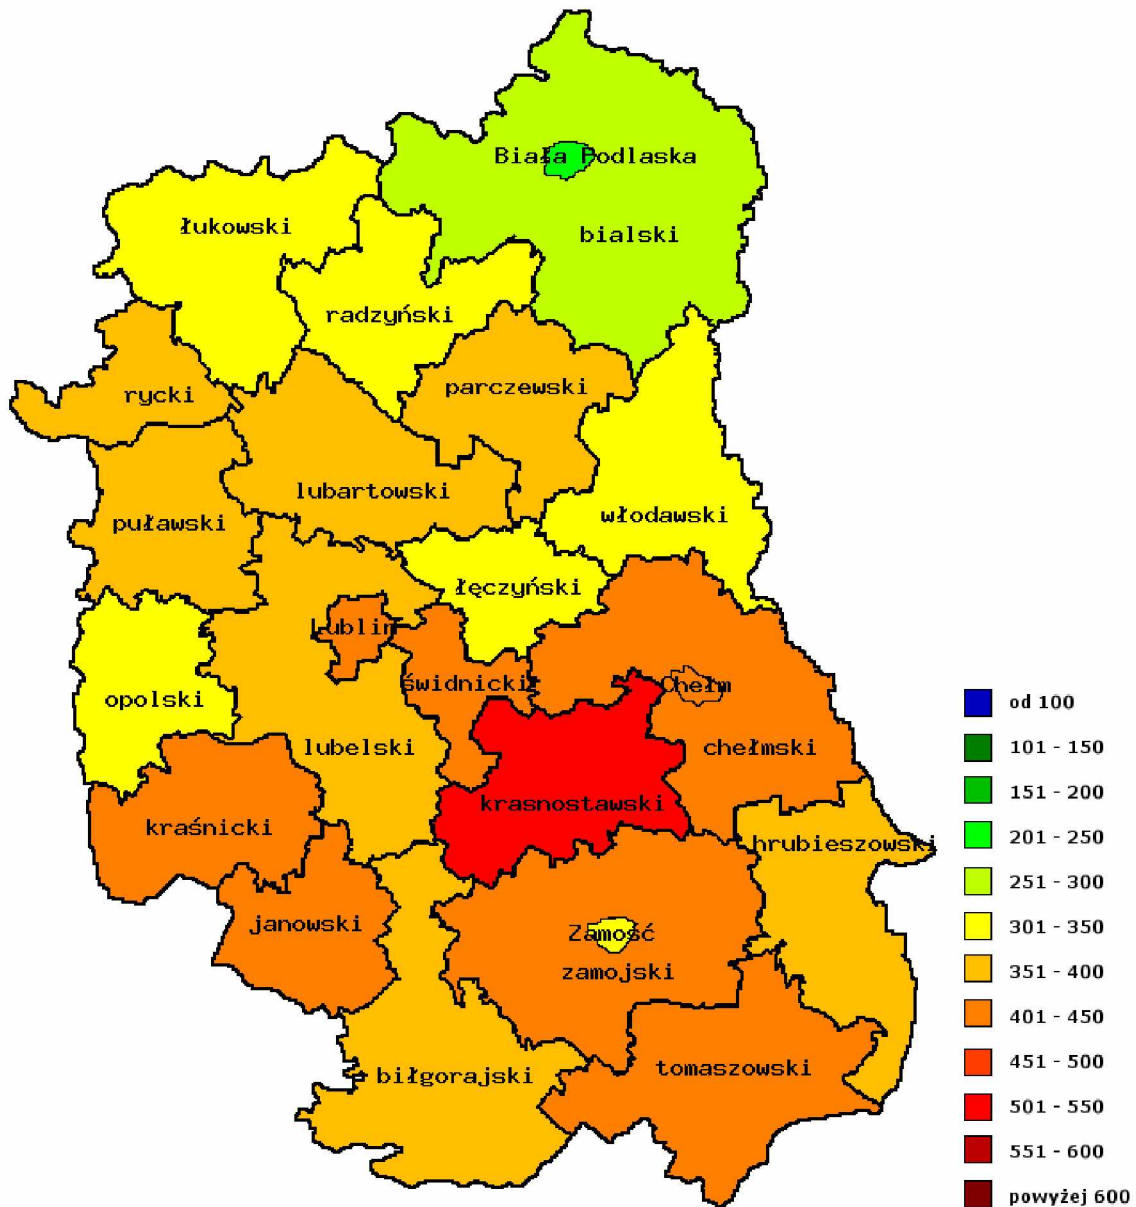 Biała Podlaska
łukowski
bialski
radzyński
parczewski
rycki
lubartowski
włodawski
puławski
łęczyński
Lublin
świdnicki
Chełm
opolski
lubelski
chełmski
krasnostawski
kraśnicki
hrubieszowski
janowski
Zamość
zamojski
tomaszowski
biłgorajski
od 100
101 - 150
151 - 200
201 - 250
251 - 300
301 - 350
351 - 400
401 - 450
451 - 500
501 - 550
551 - 600
powyżej 600